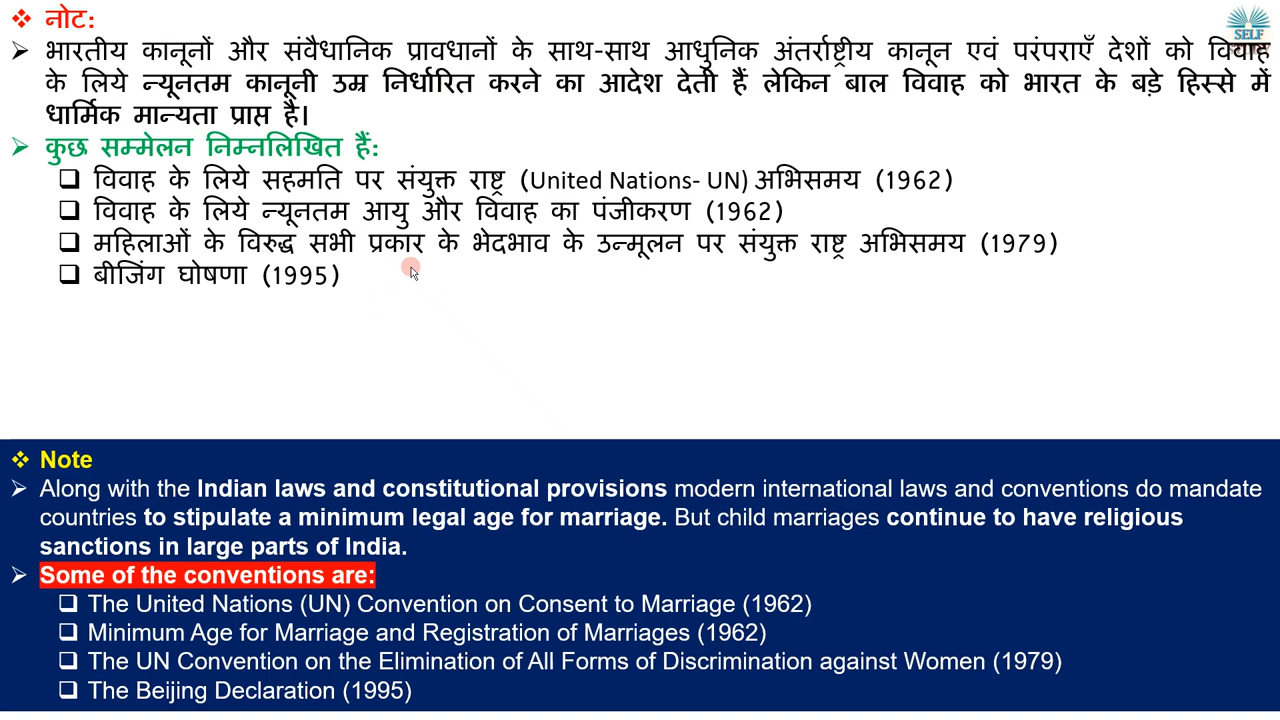 ❖ नोट:
➢ भारतीय कानूनों और संवैधानिक प्रावधानों के साथ-साथ आधुनिक अंतर्राष्ट्रीय कानून एवं परंपराएँ देशों को विवाह
के लिये न्यूनतम कानूनी उम्र निर्धारित करने का आदेश देती हैं लेकिन बाल विवाह को भारत के बड़े हिस्से में
धार्मिक मान्यता प्राप्त है।
➢ कुछ सम्मेलन निम्नलिखित हैं:
❑ विवाह के लिये सहमति पर संयुक्त राष्ट्र (United Nations- UN) अभिसमय (1962)
❑ विवाह के लिये न्यूनतम आयु और विवाह का पंजीकरण (1962)
❑ महिलाओं के विरुद्ध सभी प्रकार के भेदभाव के उन्मूलन पर संयुक्त राष्ट्र अभिसमय (1979)
❑ बीजिंग घोषणा (1995)
SELF
❖ Note
➢ Along with the Indian laws and constitutional provisions modern international laws and conventions do mandate
countries to stipulate a minimum legal age for marriage. But child marriages continue to have religious
sanctions in large parts of India.
➢ Some of the conventions are:
❑ The United Nations (UN) Convention on Consent to Marriage (1962)
❑ Minimum Age for Marriage and Registration of Marriages (1962)
❑ The UN Convention on the Elimination of All Forms of Discrimination against Women (1979)
❑ The Beijing Declaration (1995)